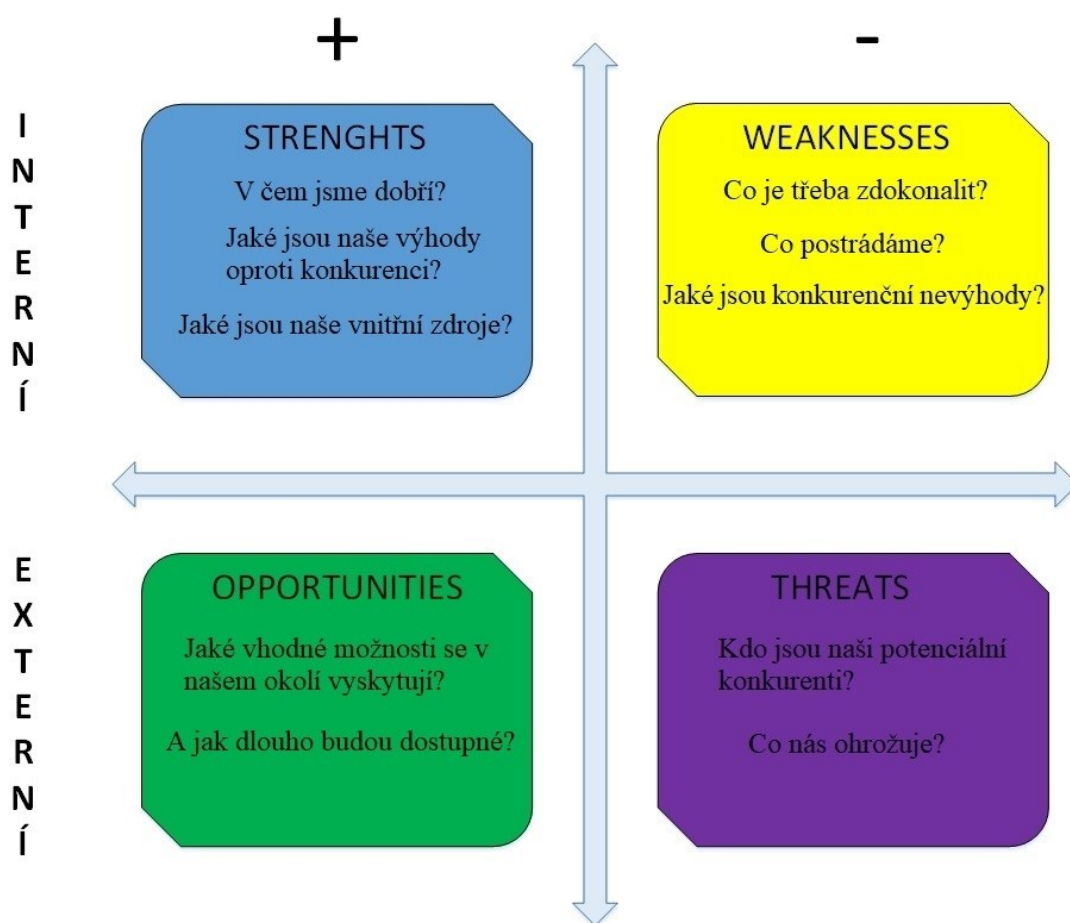 +
-
INTERNÍ
STRENGHTS
V čem jsme dobří?
Jaké jsou naše výhody
oproti konkurenci?
Jaké jsou naše vnitřní zdroje?
WEAKNESSES
Co je třeba zdokonalit?
Co postrádáme?
Jaké jsou konkurenční nevýhody?
EXTERNÍ
OPPORTUNITIES
Jaké vhodné možnosti se v
našem okolí vyskytují?
A jak dlouho budou dostupné?
THREATS
Kdo jsou naši potenciální
konkurenti?
Co nás ohrožuje?